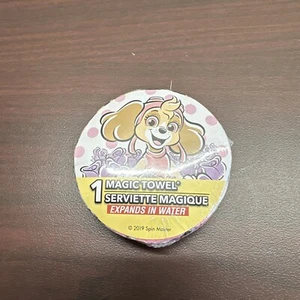 1 MAGIC TOWEL®
SERVIETTE MAGIQUE
EXPANDS IN WATER
© 2019 Spin Master